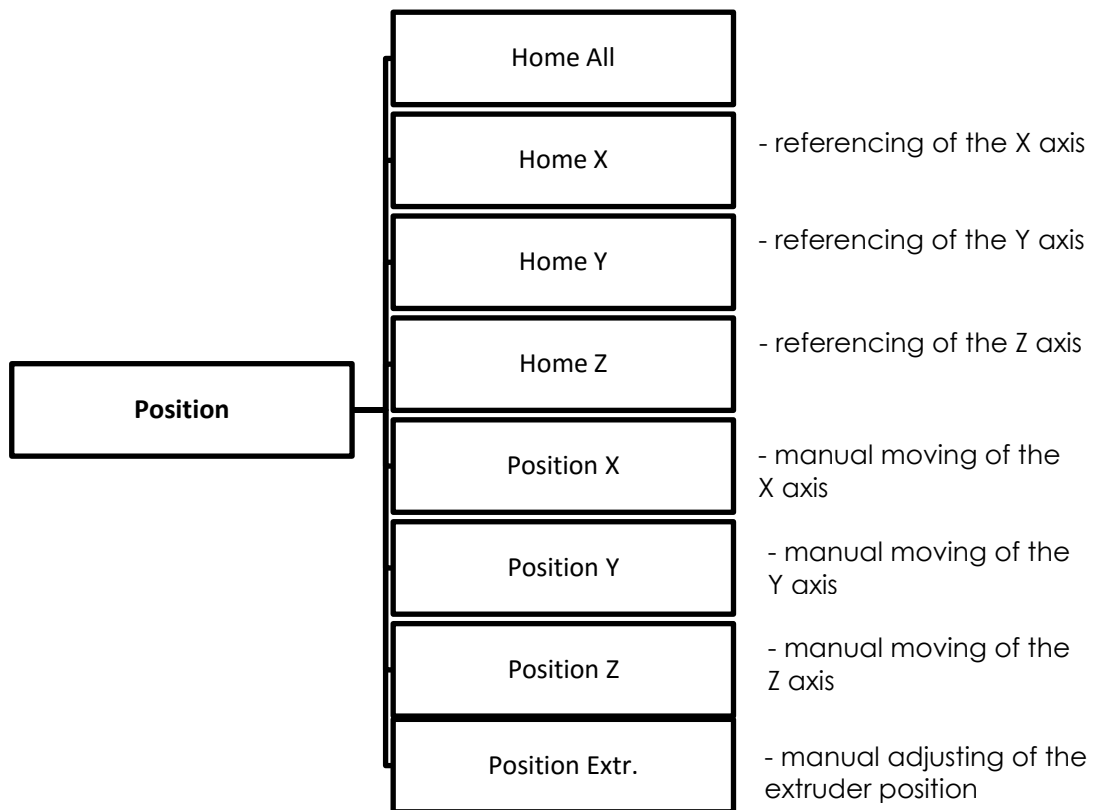 Home All
Home X
- referencing of the X axis
Home Y
- referencing of the Y axis
Home Z
- referencing of the Z axis
Position
Position X
- manual moving of the
X axis
Position Y
- manual moving of the
Y axis
Position Z
- manual moving of the
Z axis
Position Extr.
- manual adjusting of the
extruder position